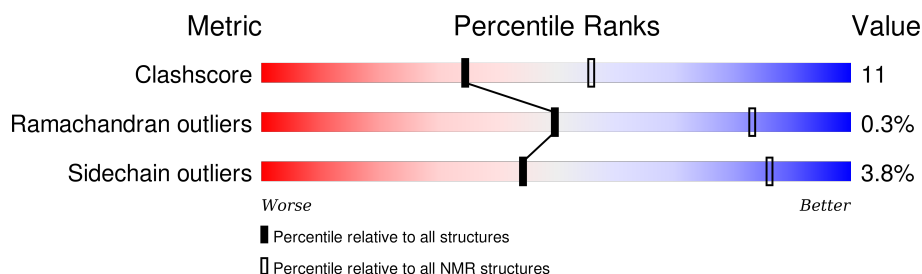 Metric Percentile Ranks Value
Clashscore 11
Ramachandran outliers 0.3%
Sidechain outliers 3.8%
Worse Better
Percentile relative to all structures
Percentile relative to all NMR structures